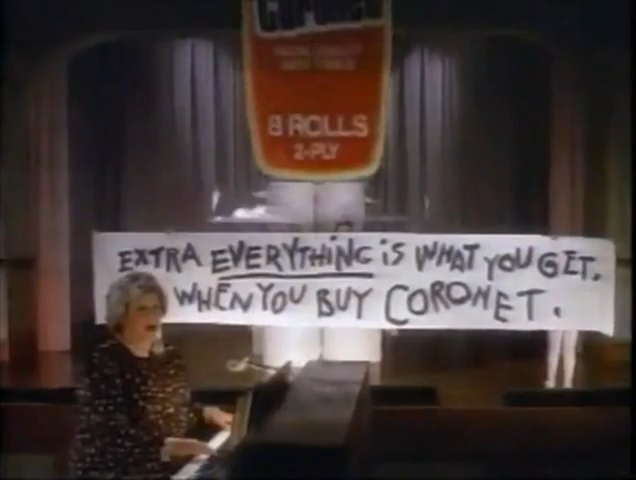 8 ROLLS
2-PLY
EXTRA EVERYTHING is WHAT YOU GET.
WHEN YOU BUY CORONET.